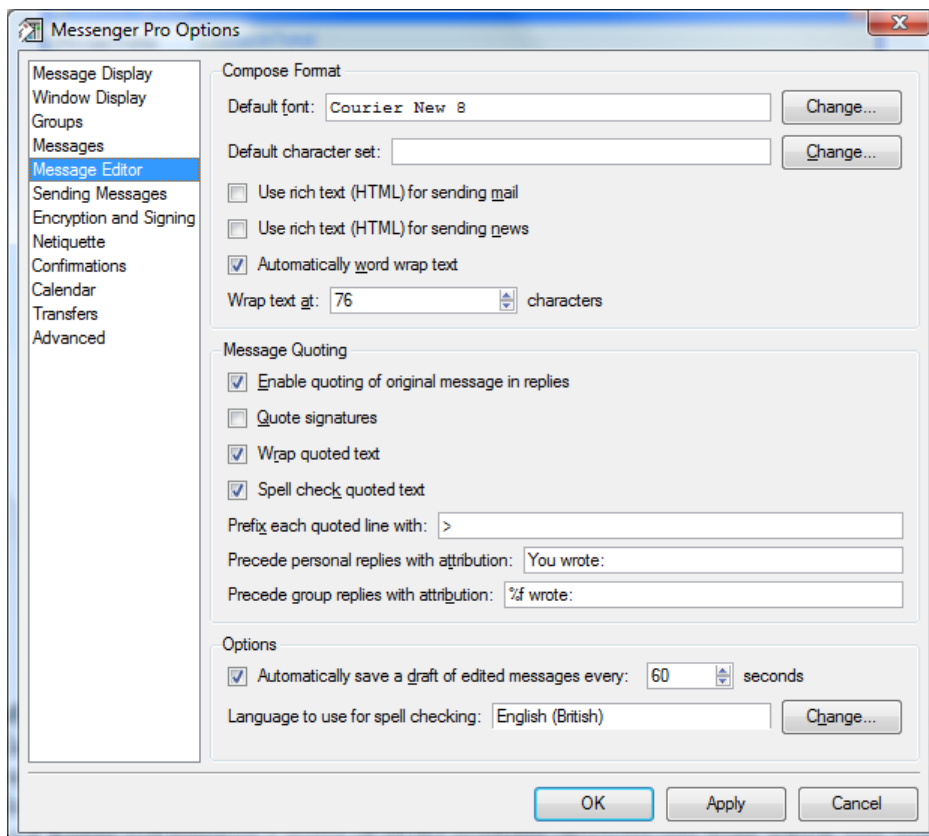 Messenger Pro Options
Message Display
Window Display
Groups
Messages
Message Editor
Sending Messages
Encryption and Signing
Netiquette
Confirmations
Calendar
Transfers
Advanced
Compose Format
Default font: Courier New 8 Change...
Default character set: Change...
Use rich text (HTML) for sending mail
Use rich text (HTML) for sending news
Automatically word wrap text
Wrap text at: 76 characters
Message Quoting
Enable quoting of original message in replies
Quote signatures
Wrap quoted text
Spell check quoted text
Prefix each quoted line with: >
Precede personal replies with attribution: You wrote:
Precede group replies with attribution: %f wrote:
Options
Automatically save a draft of edited messages every: 60 seconds
Language to use for spell checking: English (British) Change...
OK Apply Cancel